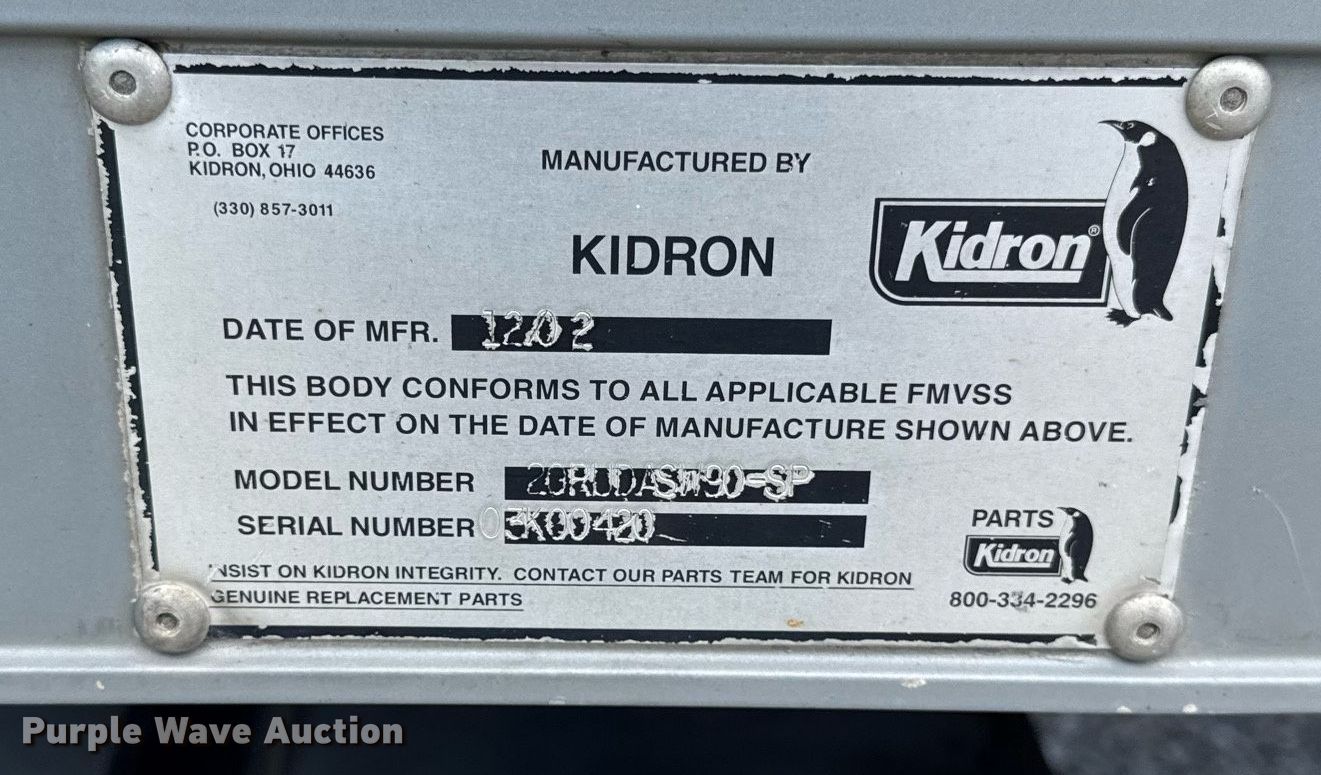 CORPORATE OFFICES
P.O. BOX 17
KIDRON, OHIO 44636
(330) 857-3011
MANUFACTURED BY
KIDRON
Kidron®
DATE OF MFR. 12/02
THIS BODY CONFORMS TO ALL APPLICABLE FMVSS
IN EFFECT ON THE DATE OF MANUFACTURE SHOWN ABOVE.
MODEL NUMBER
SERIAL NUMBER 03K00420
INSIST ON KIDRON INTEGRITY. CONTACT OUR PARTS TEAM FOR KIDRON
GENUINE REPLACEMENT PARTS
PARTS
Kidron
800-334-2296
Purple Wave Auction